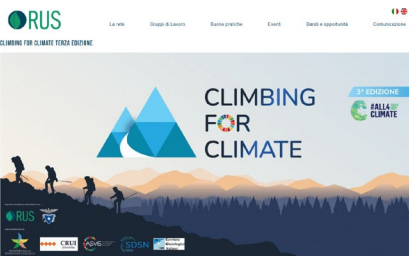 RUS
La rete
Gruppi di Lavoro
Buone pratiche
Eventi
Bandi e opportunità
Comunicazione
CLIMBING FOR CLIMATE TERZA EDIZIONE
CLIMBING
FOR
CLIMATE
3^ EDIZIONE
#ALL4
CLIMATE
RUS
CRUI
ASviS
SDSN